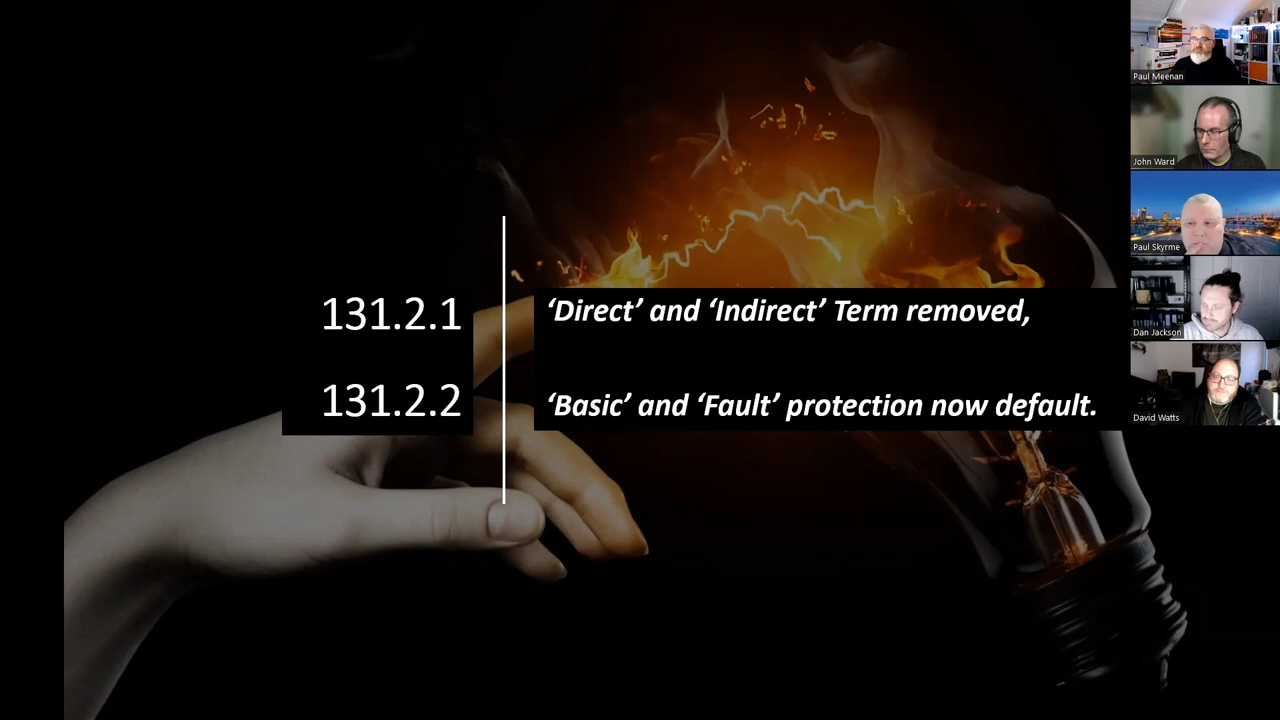 131.2.1
‘Direct’ and ‘Indirect’ Term removed,
131.2.2
‘Basic’ and ‘Fault’ protection now default.
Paul Meenan
John Ward
Paul Skyrme
Dan Jackson
David Watts